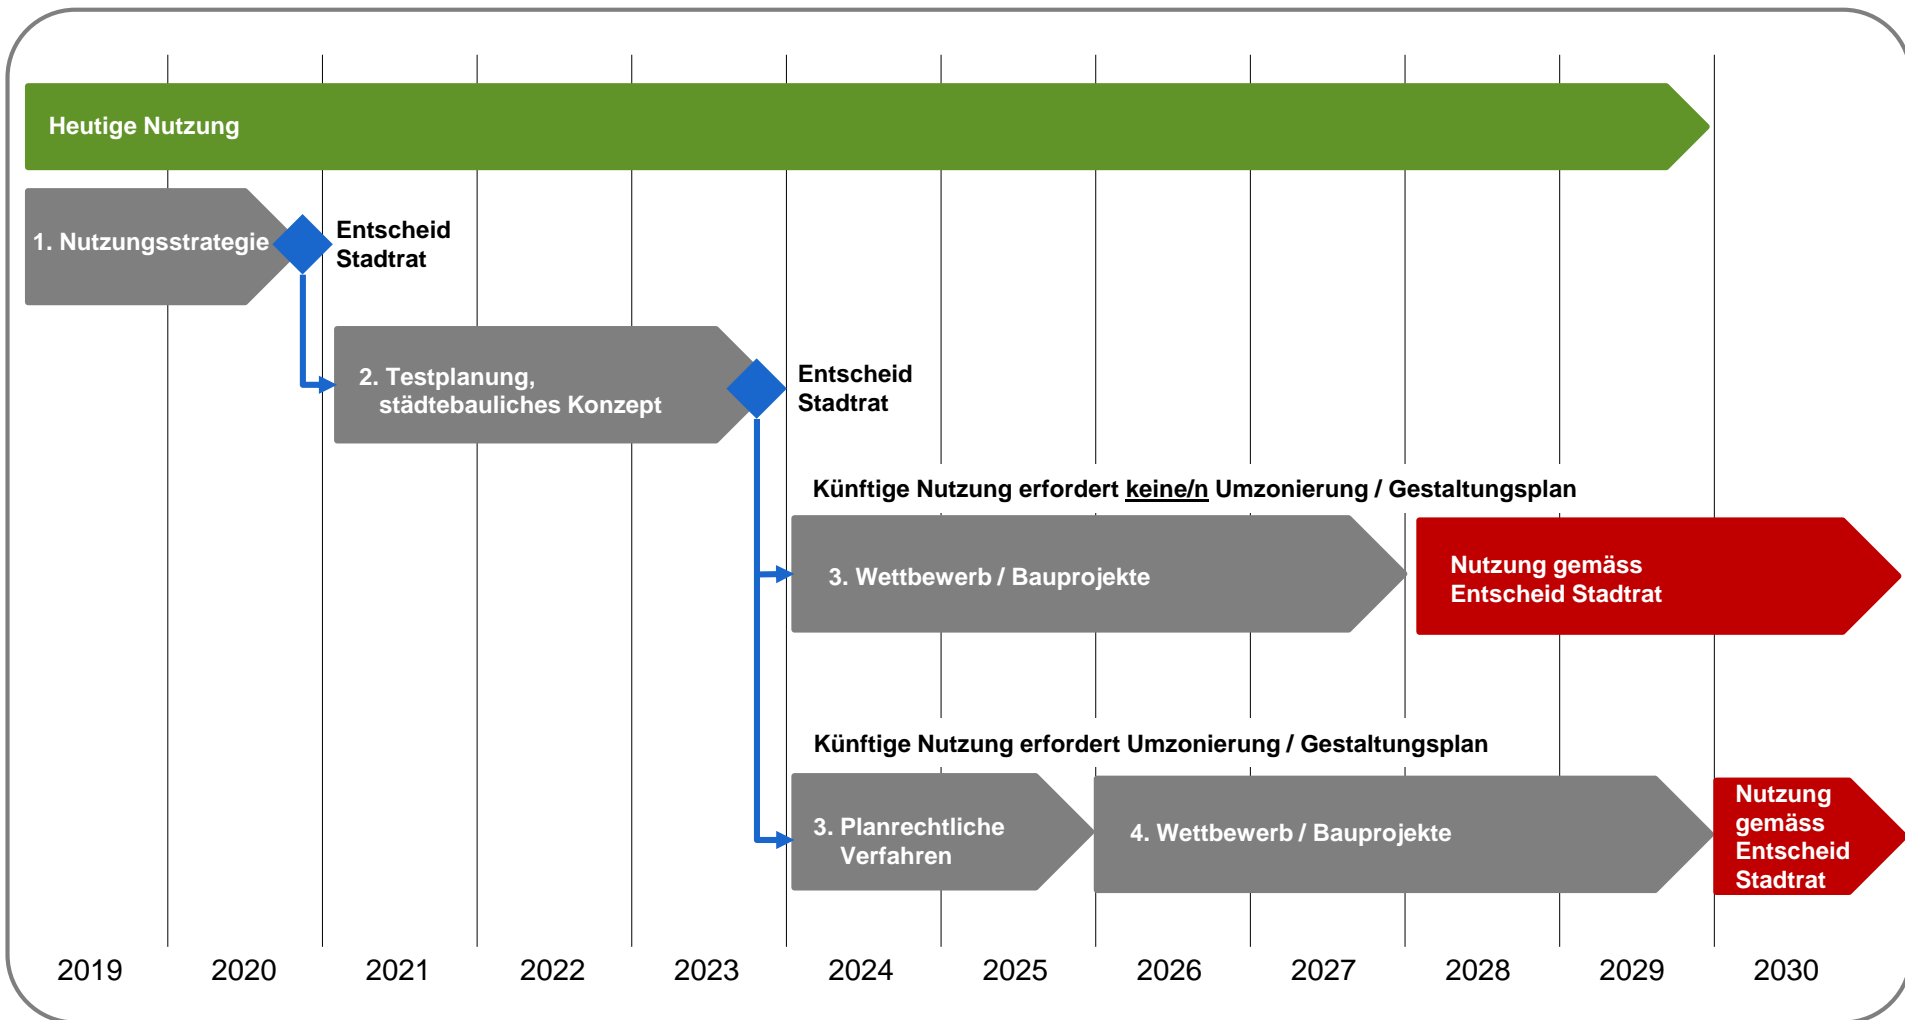 Heutige Nutzung
1. Nutzungsstrategie
Entscheid
Stadtrat
2. Testplanung,
städtebauliches Konzept
Entscheid
Stadtrat
Künftige Nutzung erfordert keine/n Umzonierung / Gestaltungsplan
3. Wettbewerb / Bauprojekte
Nutzung gemäss
Entscheid Stadtrat
Künftige Nutzung erfordert Umzonierung / Gestaltungsplan
3. Planrechtliche
Verfahren
4. Wettbewerb / Bauprojekte
Nutzung
gemäss
Entscheid
Stadtrat
2019 2020 2021 2022 2023 2024 2025 2026 2027 2028 2029 2030